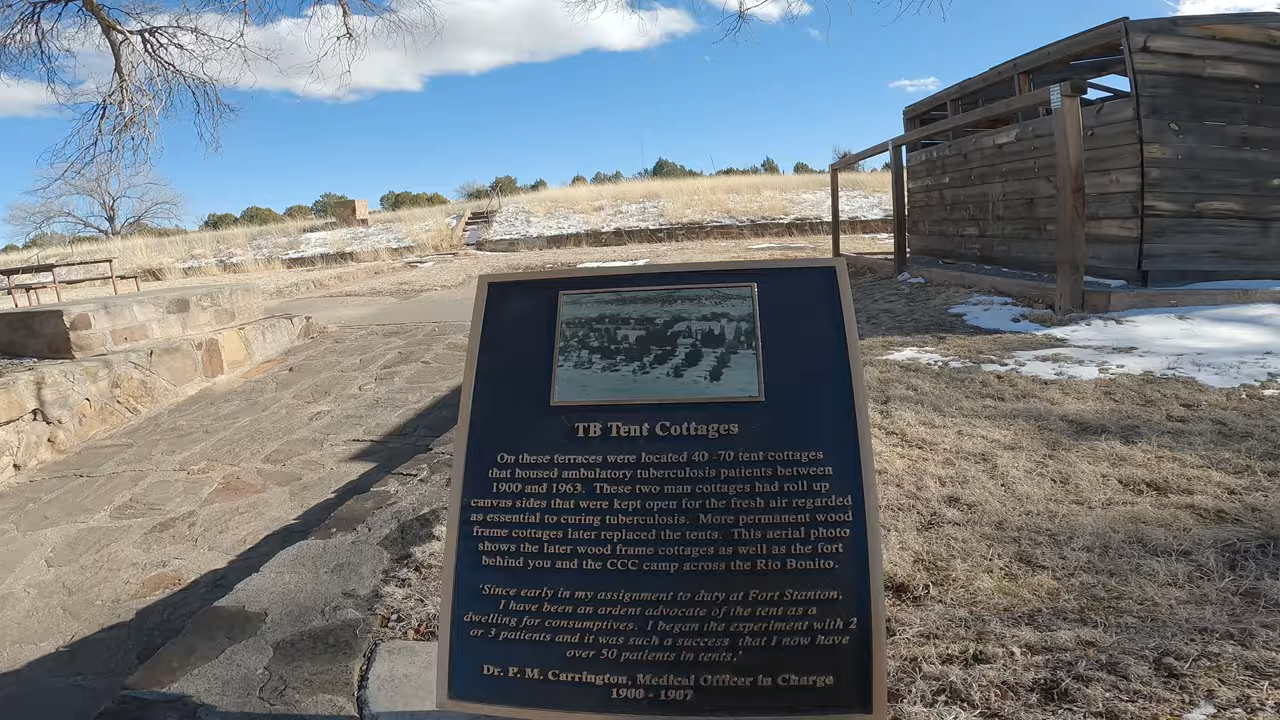 TB Tent Cottages
On these terraces were located 40 -70 tent cottages
that housed ambulatory tuberculosis patients between
1900 and 1963. These two man cottages had roll up
canvas sides that were kept open for the fresh air regarded
as essential to curing tuberculosis. More permanent wood
frame cottages later replaced the tents. This aerial photo
shows the later wood frame cottages as well as the fort
behind you and the CCC camp across the Rio Bonito.
'Since early in my assignment to duty at Fort Stanton,
I have been an ardent advocate of the tent as a
dwelling for consumptives. I began the experiment with 2
or 3 patients and it was such a success that I now have
over 50 patients in tents.'
Dr. P. M. Carrington, Medical Officer in Charge
1900 - 1907